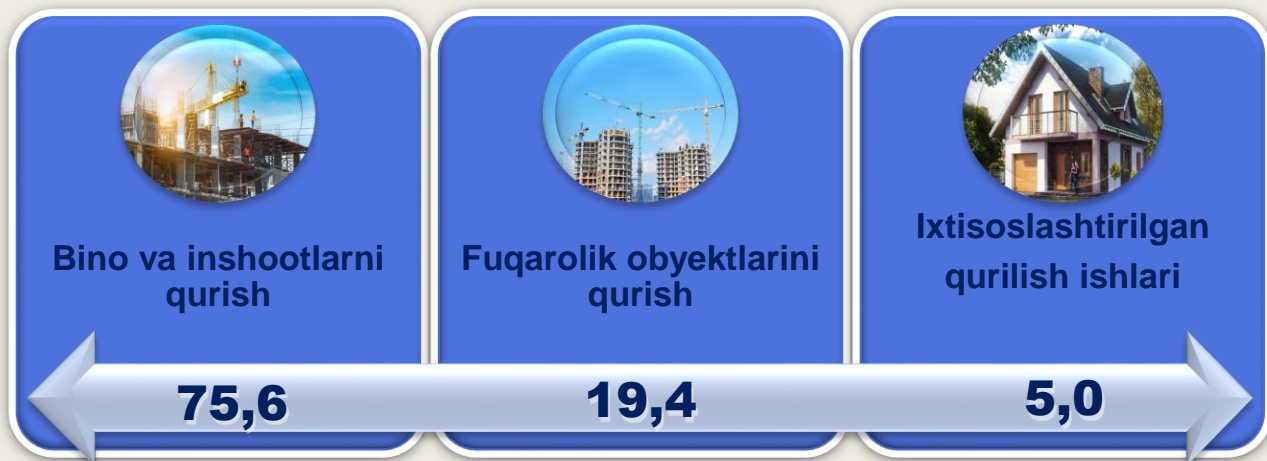 Bino va inshootlarni
qurish
Fuqarolik obyektlarini
qurish
Ixtisoslashtirilgan
qurilish ishlari
75,6
19,4
5,0